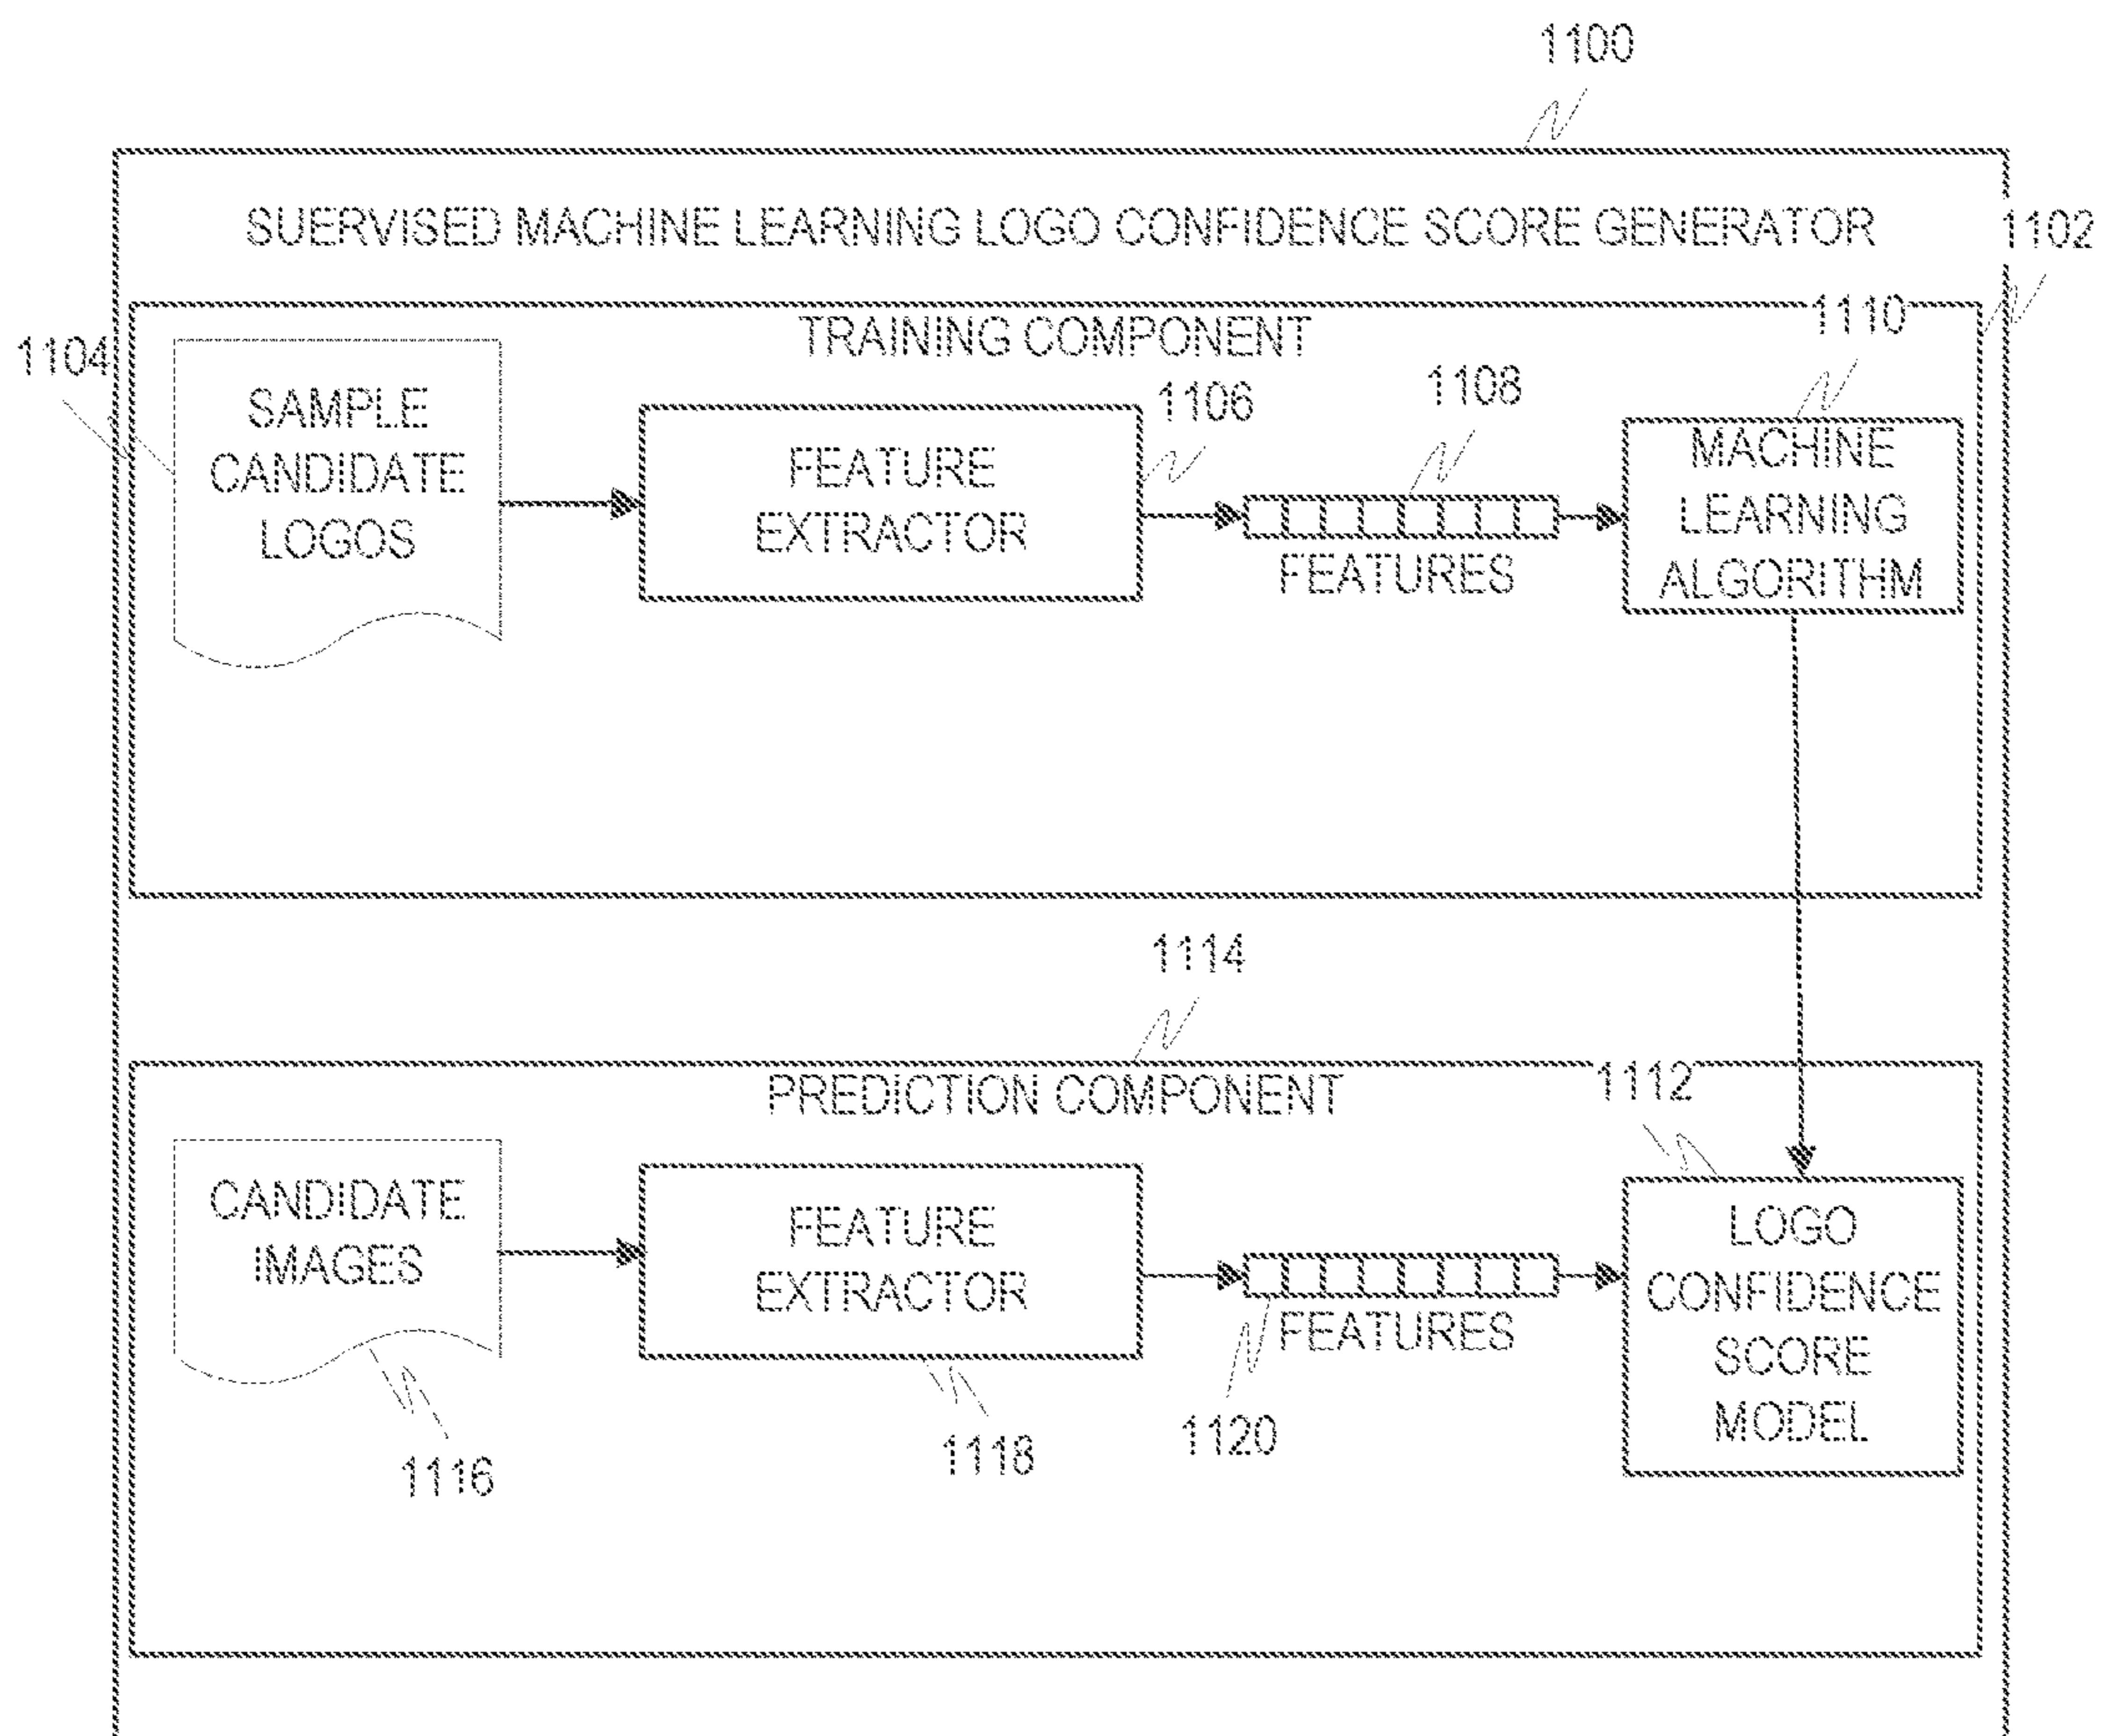 1100
SUERVISED MACHINE LEARNING LOGO CONFIDENCE SCORE GENERATOR
1102
TRAINING COMPONENT
1110
1104
SAMPLE
CANDIDATE
LOGOS
FEATURE
EXTRACTOR
1106
1108
FEATURES
MACHINE
LEARNING
ALGORITHM
1114
PREDICTION COMPONENT
1112
CANDIDATE
IMAGES
FEATURE
EXTRACTOR
FEATURES
LOGO
CONFIDENCE
SCORE
MODEL
1116
1118
1120